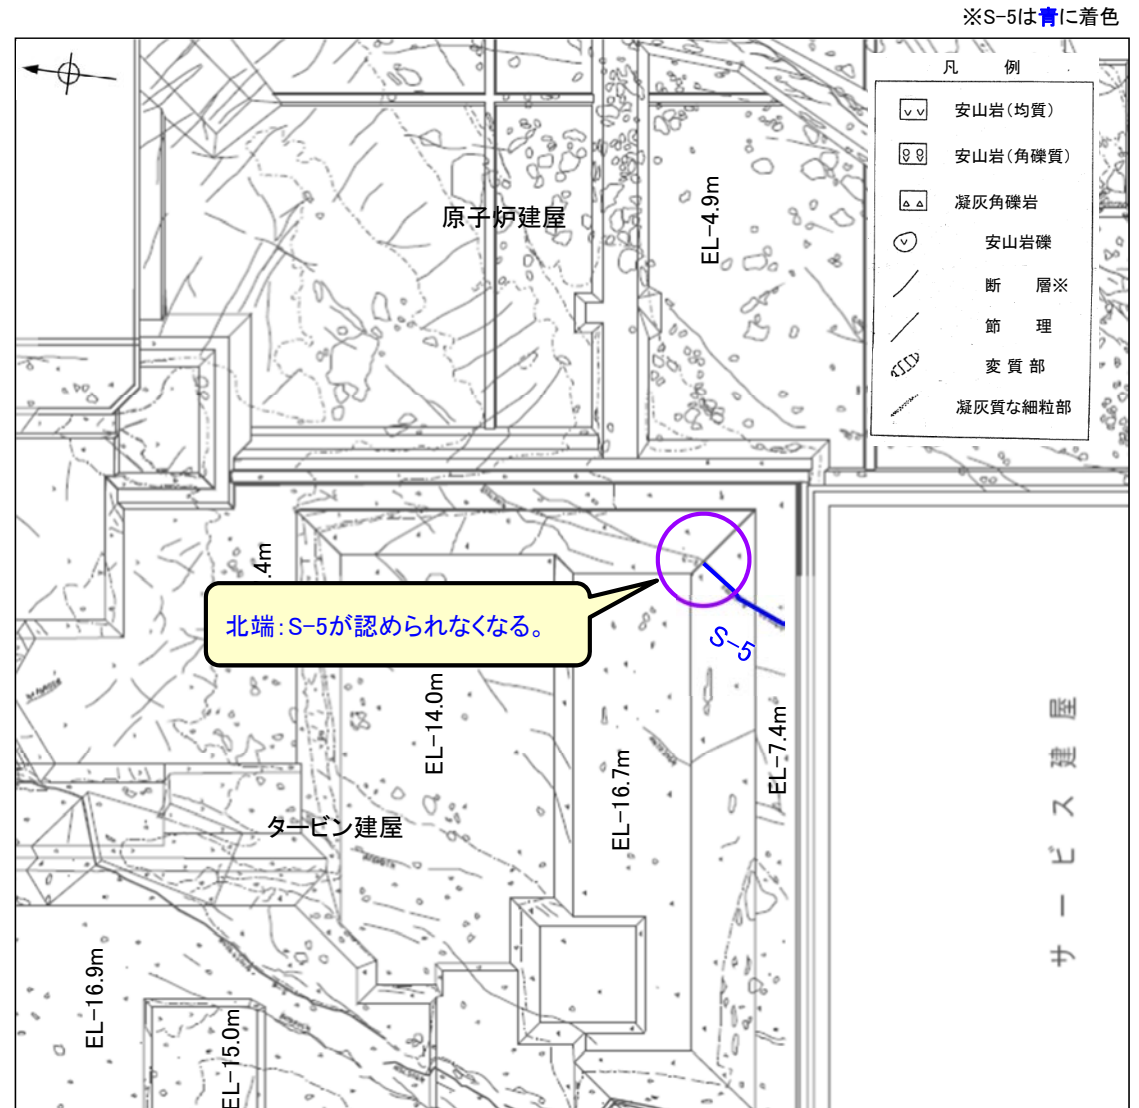 ※S-5は青に着色
凡　例
安山岩(均質)
安山岩(角礫質)
凝灰角礫岩
安山岩礫
断　層※
節　理
変質部
凝灰質な細粒部
原子炉建屋
EL-4.9m
.4m
北端:S-5が認められなくなる。
S-5
EL-14.0m
EL-16.7m
EL-7.4m
タービン建屋
サービス建屋
EL-16.9m
EL-15.0m